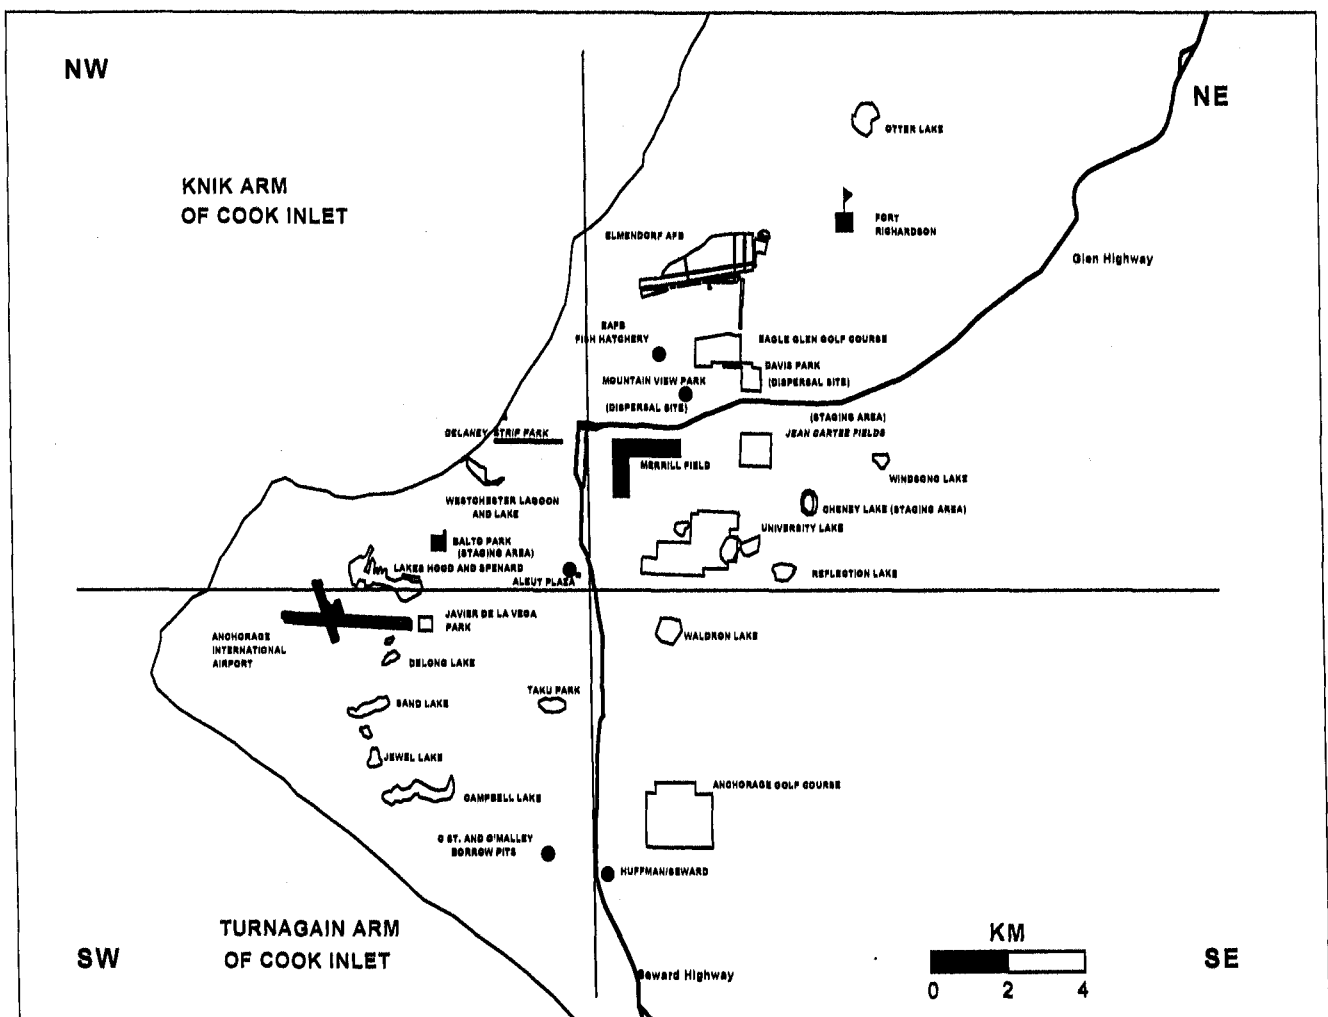 NW
NE
OTTER LAKE
KNIK ARM
OF COOK INLET
FORT
RICHARDSON
ELMENDORF AFB
Glen Highway
EAFB
FISH HATCHERY
EAGLE GLEN GOLF COURSE
DAVIS PARK
(DISPERSAL SITE)
MOUNTAIN VIEW PARK
(DISPERSAL SITE)
(STAGING AREA)
JEAN GARTEE FIELDS
DELANEY STRIP PARK
MERRILL FIELD
WINDSONG LAKE
WESTCHESTER LAGOON
AND LAKE
CHENEY LAKE (STAGING AREA)
UNIVERSITY LAKE
BALTO PARK
(STAGING AREA)
LAKES HOOD AND SPENARD
ALEUT PLAZA
REFLECTION LAKE
JAVIER DE LA VEGA
PARK
ANCHORAGE
INTERNATIONAL
AIRPORT
WALDRON LAKE
DELONG LAKE
TAKU PARK
SAND LAKE
JEWEL LAKE
ANCHORAGE GOLF COURSE
CAMPBELL LAKE
C ST. AND O'MALLEY
BORROW PITS
HUFFMAN/SEWARD
TURNAGAIN ARM
OF COOK INLET
KM
SW
SE
Seward Highway
0 2 4